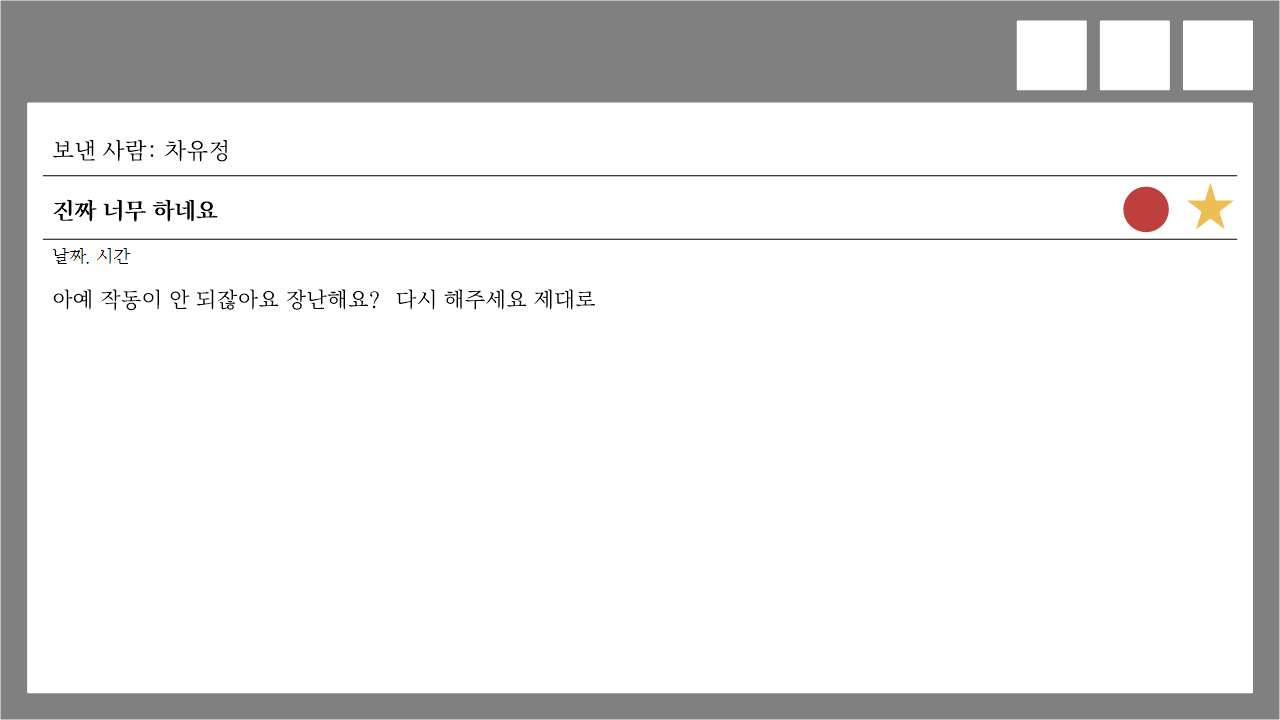 보낸 사람: 차유정
진짜 너무 하네요
날짜. 시간
아예 작동이 안 되잖아요 장난해요? 다시 해주세요 제대로